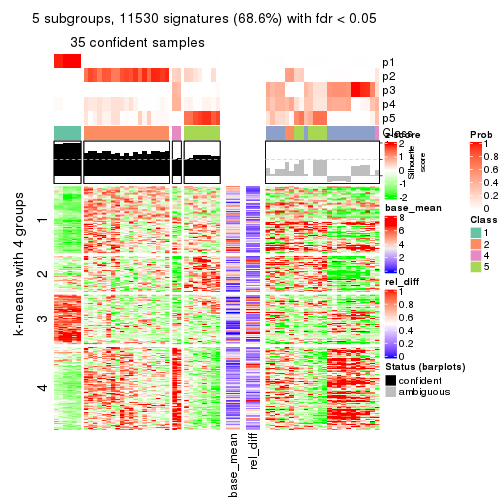 5 subgroups, 11530 signatures (68.6%) with fdr < 0.05
35 confident samples
p1
p2
p3
p4
p5
Class
z-score
2
1
0
-1
-2
Silhouette
score
base_mean
8
6
4
2
0
rel_diff
1
0.8
0.6
0.4
0.2
0
Status (barplots)
confident
ambiguous
Prob
1
0.8
0.6
0.4
0.2
0
Class
1
2
4
5
k-means with 4 groups
1
2
3
4
base_mean
rel_diff